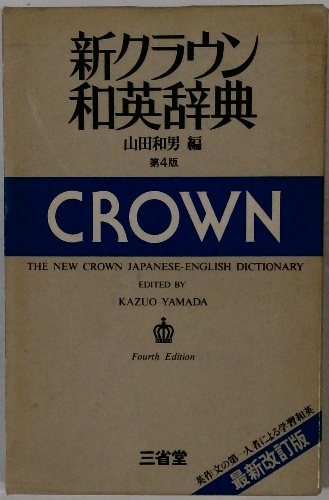 新クラウン
和英辞典
山田和男 編
第4版
CROWN
THE NEW CROWN JAPANESE-ENGLISH DICTIONARY
EDITED BY
KAZUO YAMADA
Fourth Edition
英作文の第一人者による学習和英
最新改訂版
三省堂